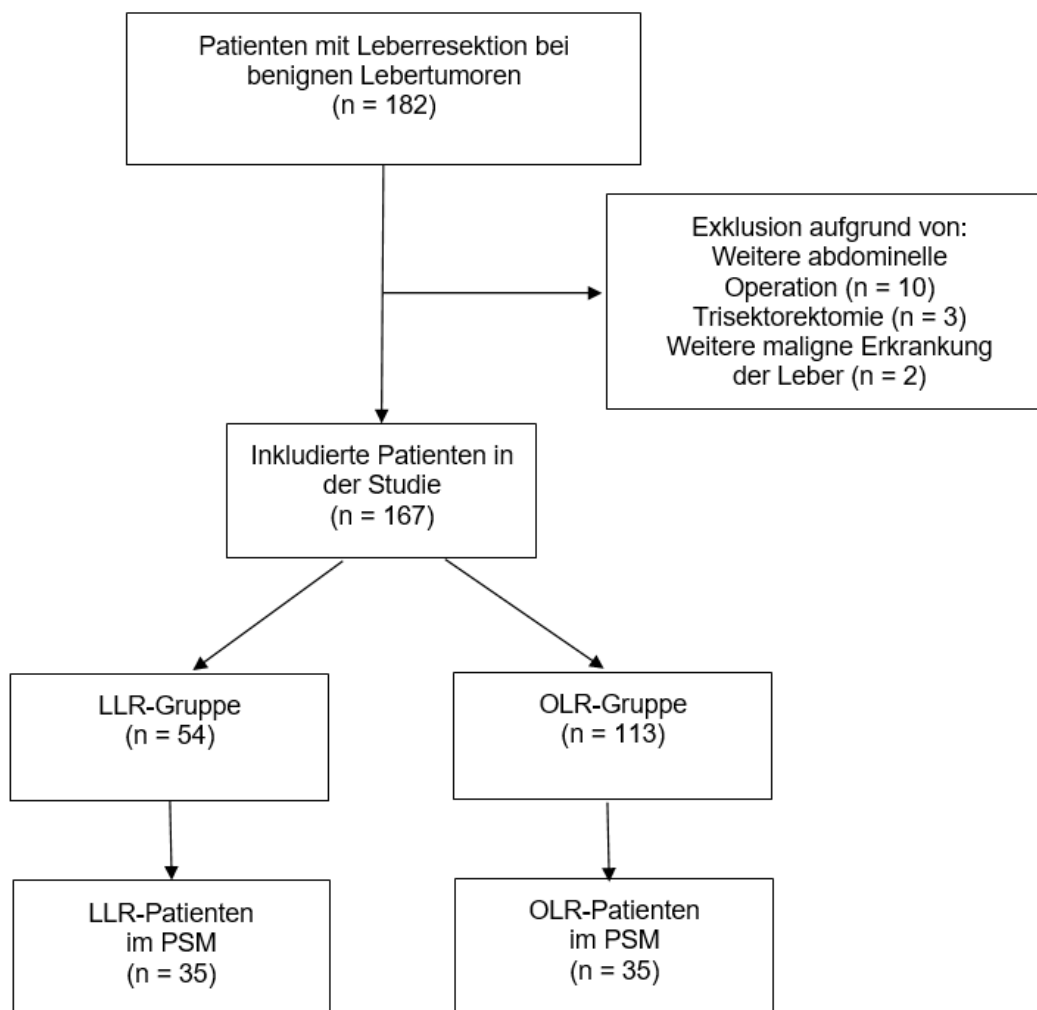 Patienten mit Leberresektion bei
benignen Lebertumoren
(n = 182)
Exklusion aufgrund von:
Weitere abdominelle
Operation (n = 10)
Trisektorektomie (n = 3)
Weitere maligne Erkrankung
der Leber (n = 2)
Inkludierte Patienten in
der Studie
(n = 167)
LLR-Gruppe
(n = 54)
OLR-Gruppe
(n = 113)
LLR-Patienten
im PSM
(n = 35)
OLR-Patienten
im PSM
(n = 35)